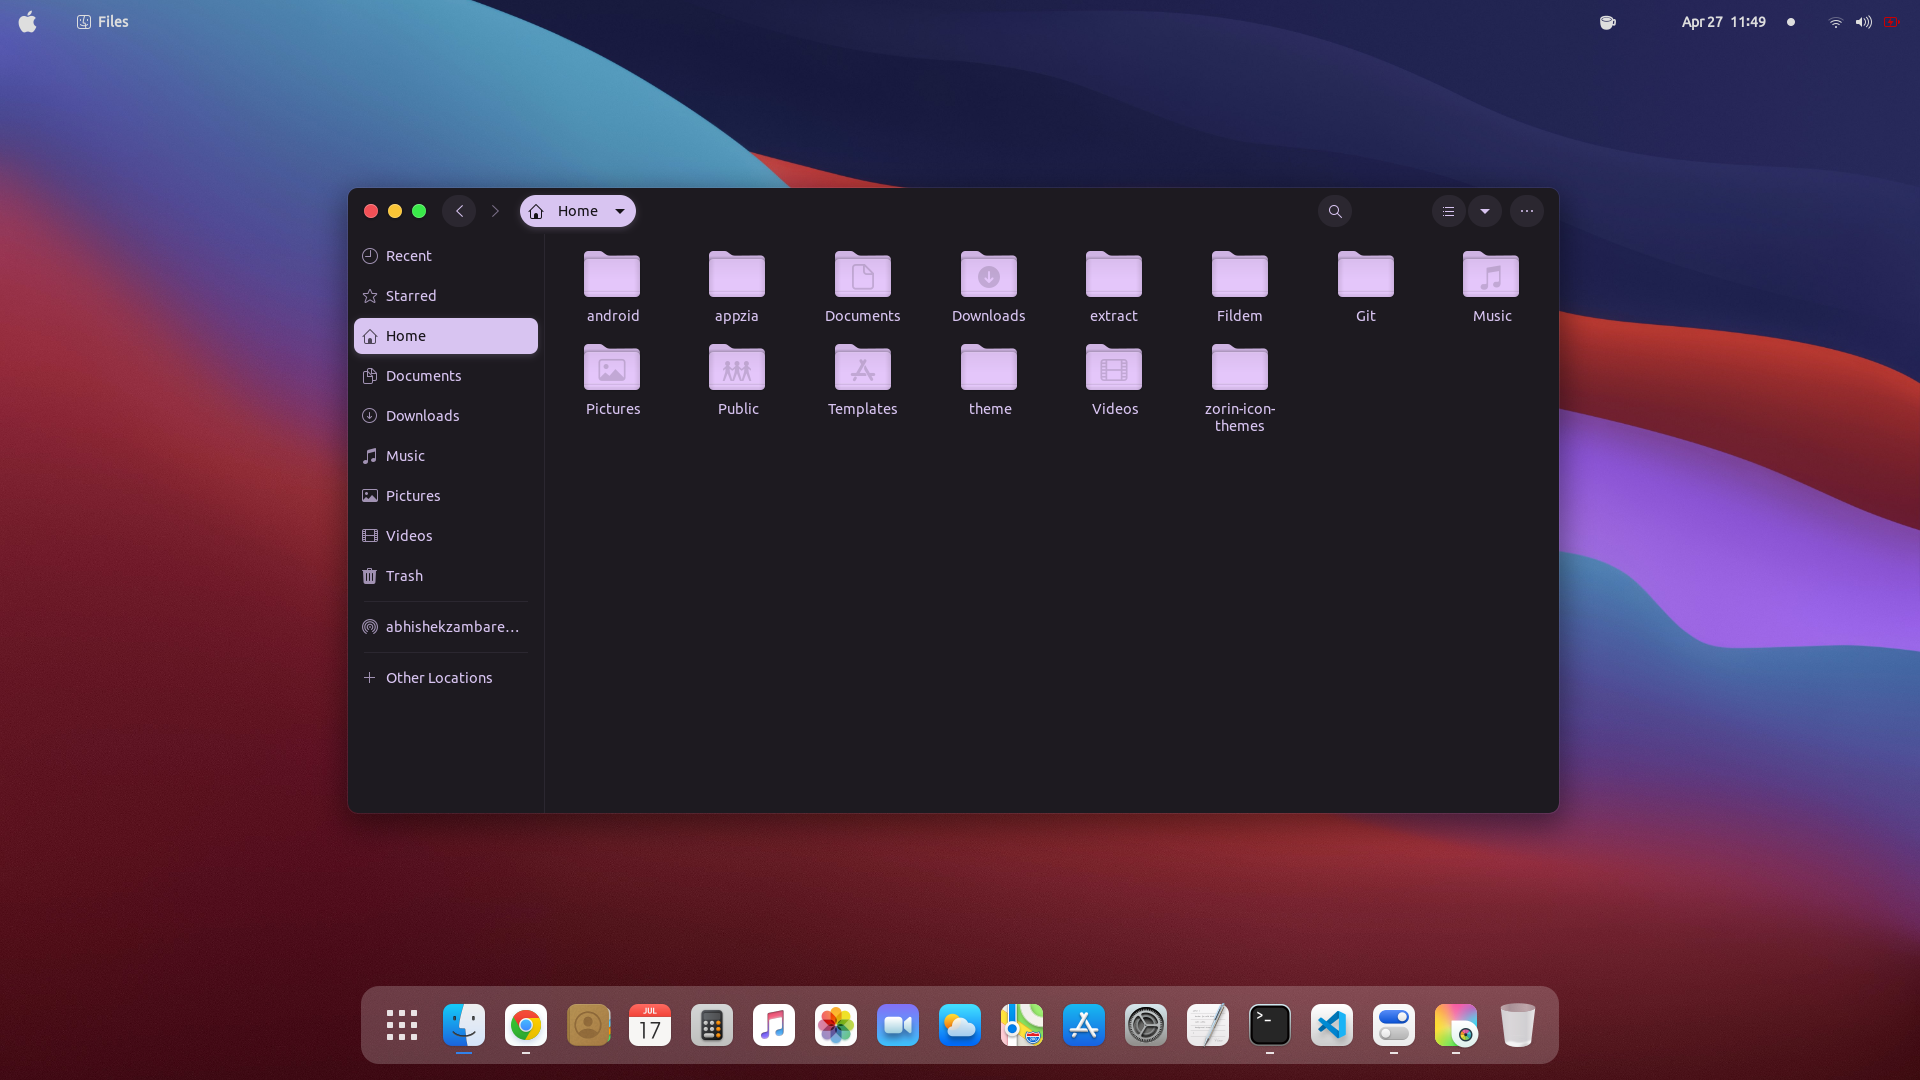 Files
Apr 27 11:49
Home
Recent
Starred
Home
Documents
Downloads
Music
Pictures
Videos
Trash
abhishekzambare...
Other Locations
android
appzia
Documents
Downloads
extract
Fildem
Git
Music
Pictures
Public
Templates
theme
Videos
zorin-icon-
themes
JUL
17
>_